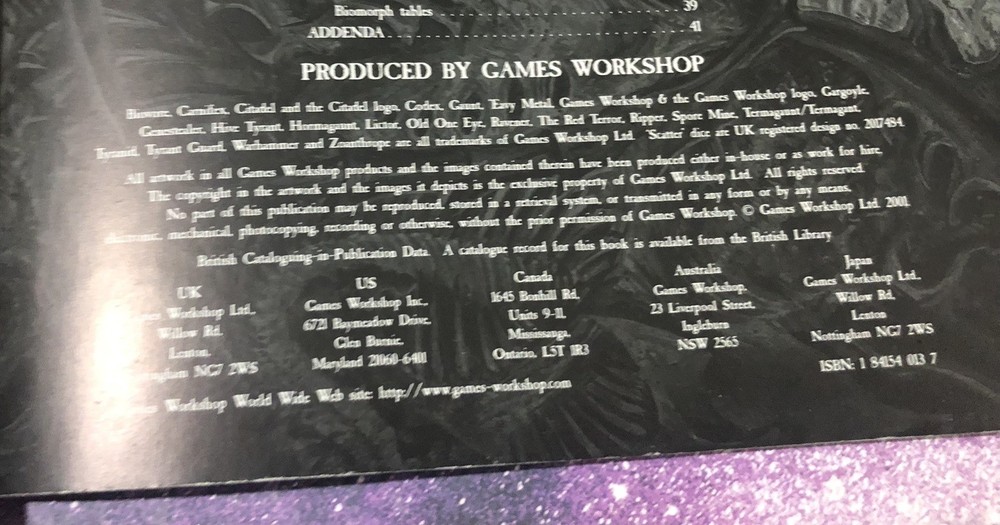 Biomorph tables . . . . . . . . . . . . . . . . . . . . . . . . . . . . 39
ADDENDA . . . . . . . . . . . . . . . . . . . . . . . . . . . . . . . . . 41
PRODUCED BY GAMES WORKSHOP
Biovore, Carnifex, Citadel and the Citadel logo, Codex, Gaunt, 'Eavy Metal, Games Workshop & the Games Workshop logo, Gargoyle,
Genestealer, Hive Tyrant, Hormagaunt, Lictor, Old One Eye, Ravener, The Red Terror, Ripper, Spore Mine, Termagaunt/Termagant,
Tyranid, Tyrant Guard, Warhammer and Zoanthrope are all trademarks of Games Workshop Ltd. 'Scatter' dice are UK registered design no. 2017484.
All artwork in all Games Workshop products and the images contained therein have been produced either in-house or as work for hire.
The copyright in the artwork and the images it depicts is the exclusive property of Games Workshop Ltd. All rights reserved.
No part of this publication may be reproduced, stored in a retrieval system, or transmitted in any form or by any means,
electronic, mechanical, photocopying, recording or otherwise, without the prior permission of Games Workshop. © Games Workshop Ltd. 2001.
British Cataloguing-in-Publication Data. A catalogue record for this book is available from the British Library
UK
Workshop Ltd.
Willow Rd,
Lenton,
NG7 2WS
US
Games Workshop Inc.
6721 Baymeadow Drive,
Glen Burnie,
Maryland 21060-6401
Canada
1645 Bonhill Rd,
Units 9-11,
Mississauga,
Ontario, L5T 1R3
Australia
Games Workshop,
23 Liverpool Street,
Ingleburn
NSW 2565
Japan
Games Workshop Ltd.
Willow Rd,
Lenton
Nottingham NG7 2WS
ISBN: 1 84154 013 7
Workshop World Wide Web site: http://www.games-workshop.com